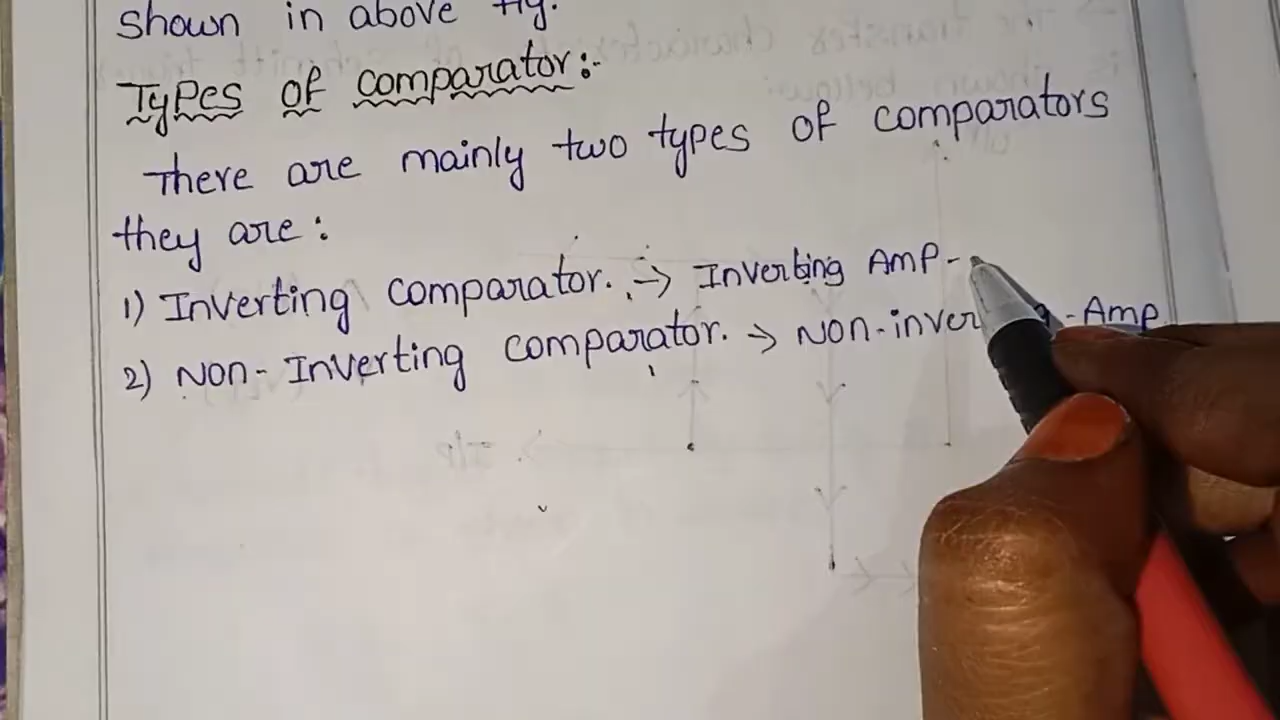 shown in above fig.
Types of comparator:-
There are mainly two types of comparators
they are:
1) Inverting comparator. → Inverting Amp-
2) Non-Inverting comparator. → Non-inver -Amp